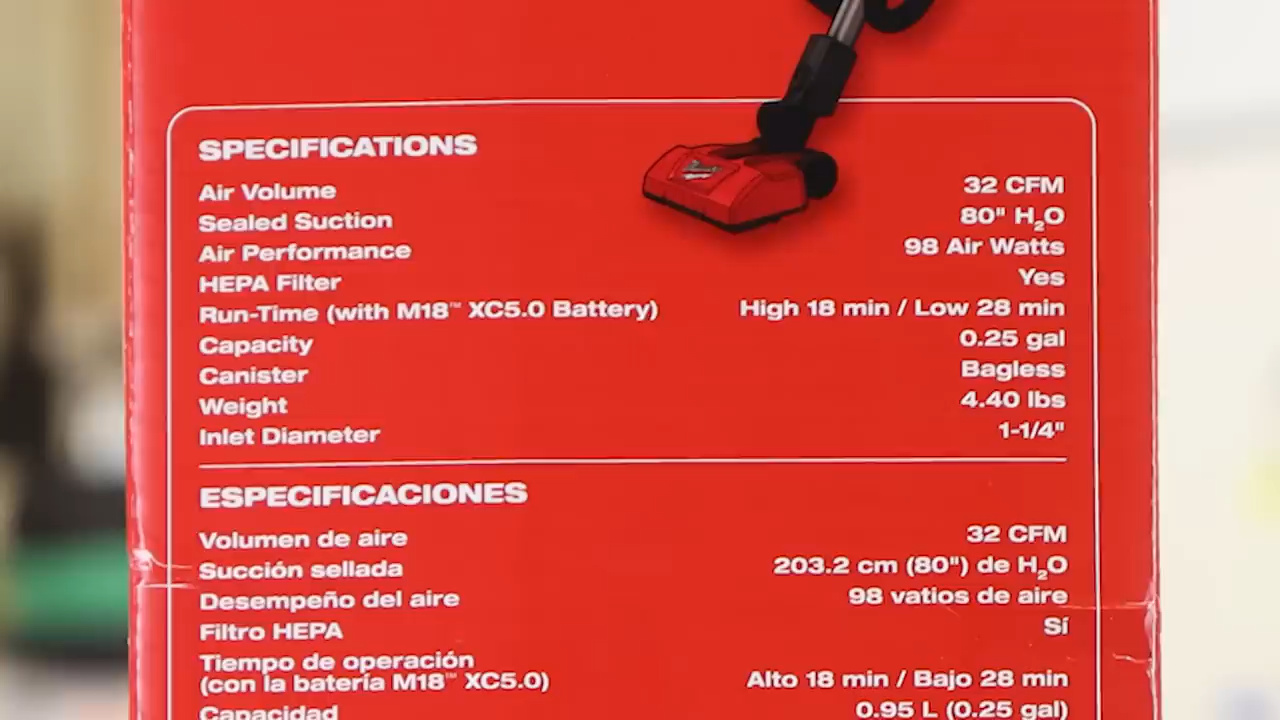 SPECIFICATIONS
Air Volume 32 CFM
Sealed Suction 80" H₂O
Air Performance 98 Air Watts
HEPA Filter Yes
Run-Time (with M18™ XC5.0 Battery) High 18 min / Low 28 min
Capacity 0.25 gal
Canister Bagless
Weight 4.40 lbs
Inlet Diameter 1-1/4"
ESPECIFICACIONES
Volumen de aire 32 CFM
Succión sellada 203.2 cm (80") de H₂O
Desempeño del aire 98 vatios de aire
Filtro HEPA Sí
Tiempo de operación
(con la batería M18™ XC5.0) Alto 18 min / Bajo 28 min
Capacidad 0.95 L (0.25 gal)